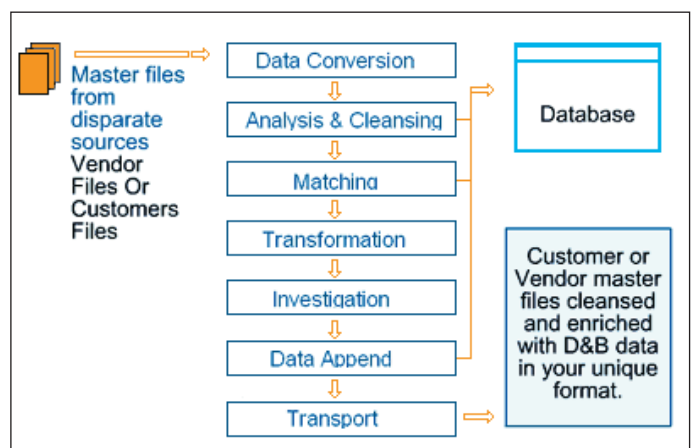 Master files
from
disparate
sources
Vendor
Files Or
Customers
Files
Data Conversion
Analysis & Cleansing
Matching
Transformation
Investigation
Data Append
Transport
Database
Customer or
Vendor master
files cleansed
and enriched
with D&B data
in your unique
format.